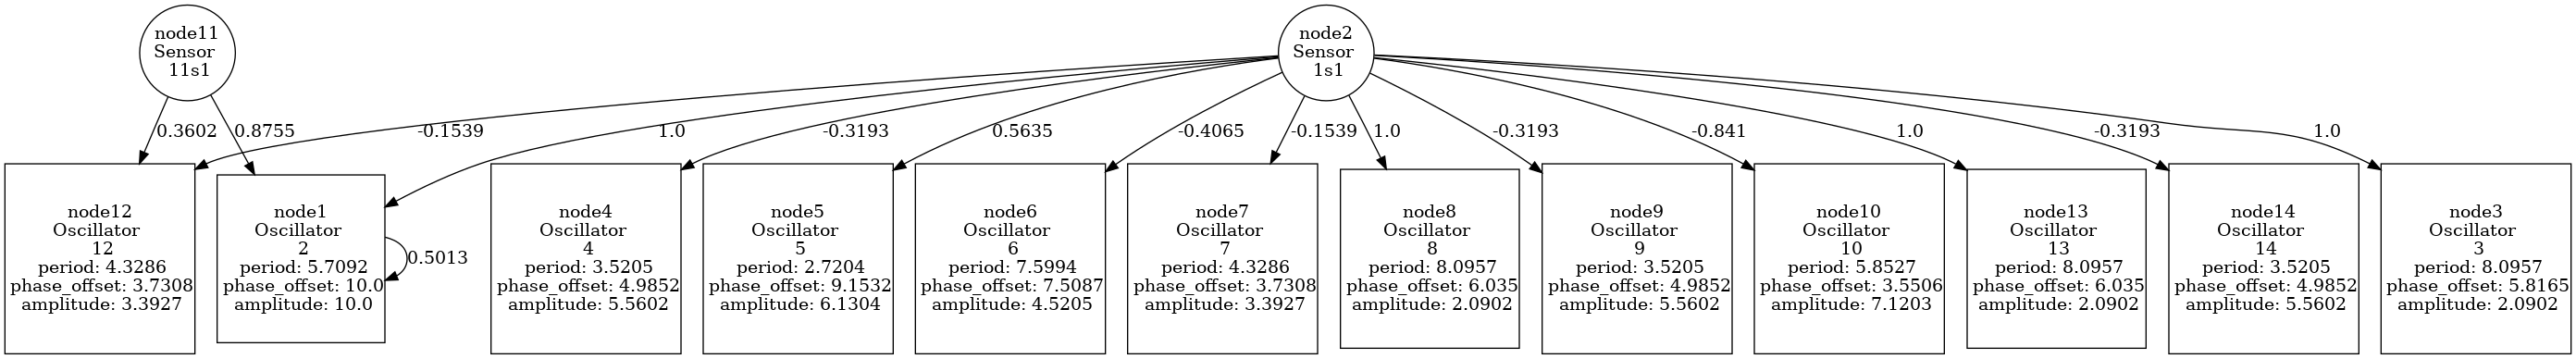 node11
Sensor
11s1
node2
Sensor
1s1
0.3602
0.8755
-0.1539
1.0
-0.3193
0.5635
-0.4065
-0.1539
1.0
-0.3193
-0.841
1.0
-0.3193
1.0
node12
Oscillator
12
period: 4.3286
phase_offset: 3.7308
amplitude: 3.3927
node1
Oscillator
2
period: 5.7092
phase_offset: 10.0
amplitude: 10.0
0.5013
node4
Oscillator
4
period: 3.5205
phase_offset: 4.9852
amplitude: 5.5602
node5
Oscillator
5
period: 2.7204
phase_offset: 9.1532
amplitude: 6.1304
node6
Oscillator
6
period: 7.5994
phase_offset: 7.5087
amplitude: 4.5205
node7
Oscillator
7
period: 4.3286
phase_offset: 3.7308
amplitude: 3.3927
node8
Oscillator
8
period: 8.0957
phase_offset: 6.035
amplitude: 2.0902
node9
Oscillator
9
period: 3.5205
phase_offset: 4.9852
amplitude: 5.5602
node10
Oscillator
10
period: 5.8527
phase_offset: 3.5506
amplitude: 7.1203
node13
Oscillator
13
period: 8.0957
phase_offset: 6.035
amplitude: 2.0902
node14
Oscillator
14
period: 3.5205
phase_offset: 4.9852
amplitude: 5.5602
node3
Oscillator
3
period: 8.0957
phase_offset: 5.8165
amplitude: 2.0902